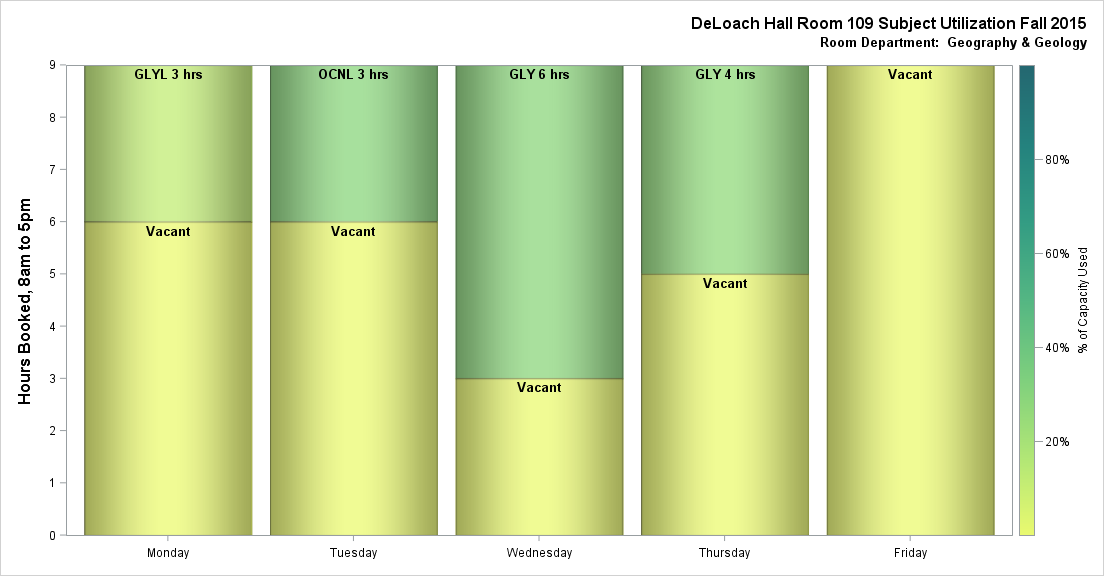 DeLoach Hall Room 109 Subject Utilization Fall 2015
Room Department: Geography & Geology
Hours Booked, 8am to 5pm
9
8
7
6
5
4
3
2
1
0
GLYL 3 hrs
OCNL 3 hrs
GLY 6 hrs
GLY 4 hrs
Vacant
Vacant
Vacant
Vacant
Vacant
Monday
Tuesday
Wednesday
Thursday
Friday
80%
60%
40%
20%
% of Capacity Used